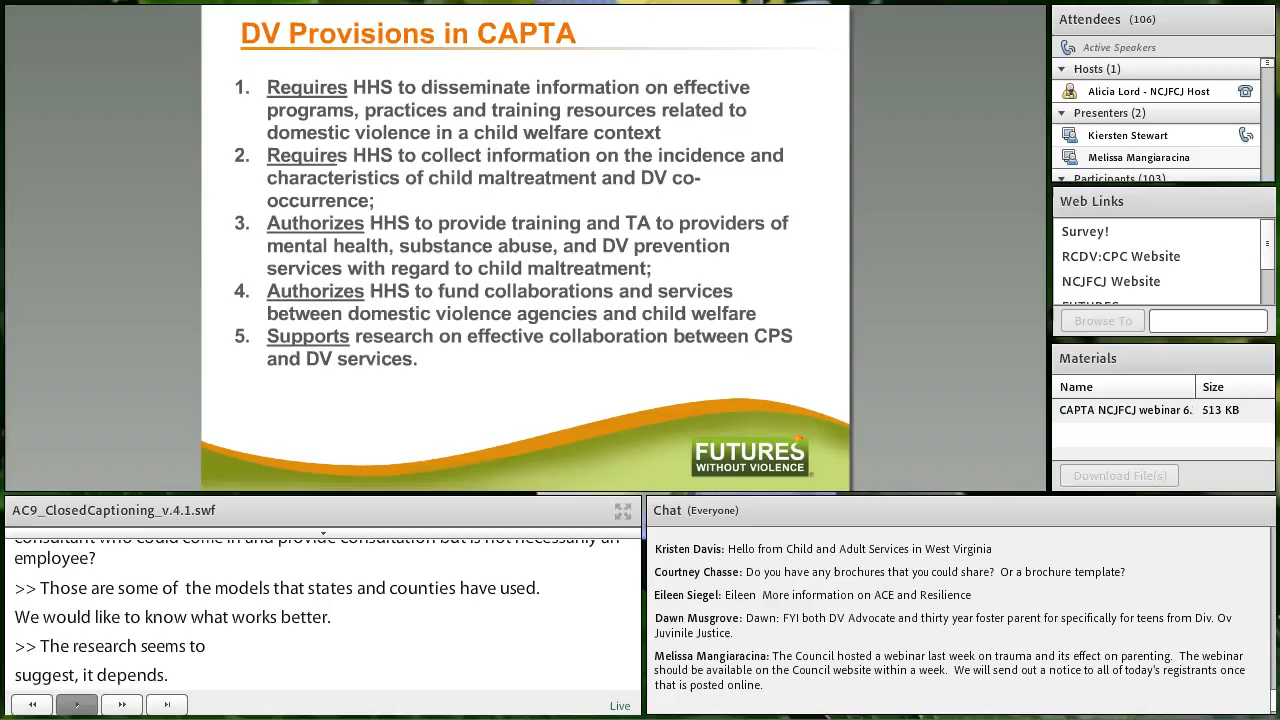 DV Provisions in CAPTA
1. Requires HHS to disseminate information on effective
programs, practices and training resources related to
domestic violence in a child welfare context
2. Requires HHS to collect information on the incidence and
characteristics of child maltreatment and DV co-
occurrence;
3. Authorizes HHS to provide training and TA to providers of
mental health, substance abuse, and DV prevention
services with regard to child maltreatment;
4. Authorizes HHS to fund collaborations and services
between domestic violence agencies and child welfare
5. Supports research on effective collaboration between CPS
and DV services.
FUTURES
WITHOUT VIOLENCE
Attendees (106)
Active Speakers
Hosts (1)
Alicia Lord - NCJFCJ Host
Presenters (2)
Kiersten Stewart
Melissa Mangiaracina
Participants (103)
Web Links
Survey!
RCDV:CPC Website
NCJFCJ Website
FUTURES
Browse To
Materials
Name Size
CAPTA NCJFCJ webinar 6. 513 KB
Download File(s)
AC9_ClosedCaptioning_v.4.1.swf
consultant who could come in and provide consultation but is not necessarily an
employee?
>> Those are some of the models that states and counties have used.
We would like to know what works better.
>> The research seems to
suggest, it depends.
Live
Chat (Everyone)
Kristen Davis: Hello from Child and Adult Services in West Virginia
Courtney Chasse: Do you have any brochures that you could share? Or a brochure template?
Eileen Siegel: Eileen More information on ACE and Resilience
Dawn Musgrove: Dawn: FYI both DV Advocate and thirty year foster parent for specifically for teens from Div. Ov
Juvinile Justice.
Melissa Mangiaracina: The Council hosted a webinar last week on trauma and its effect on parenting. The webinar
should be available on the Council website within a week. We will send out a notice to all of today's registrants once
that is posted online.